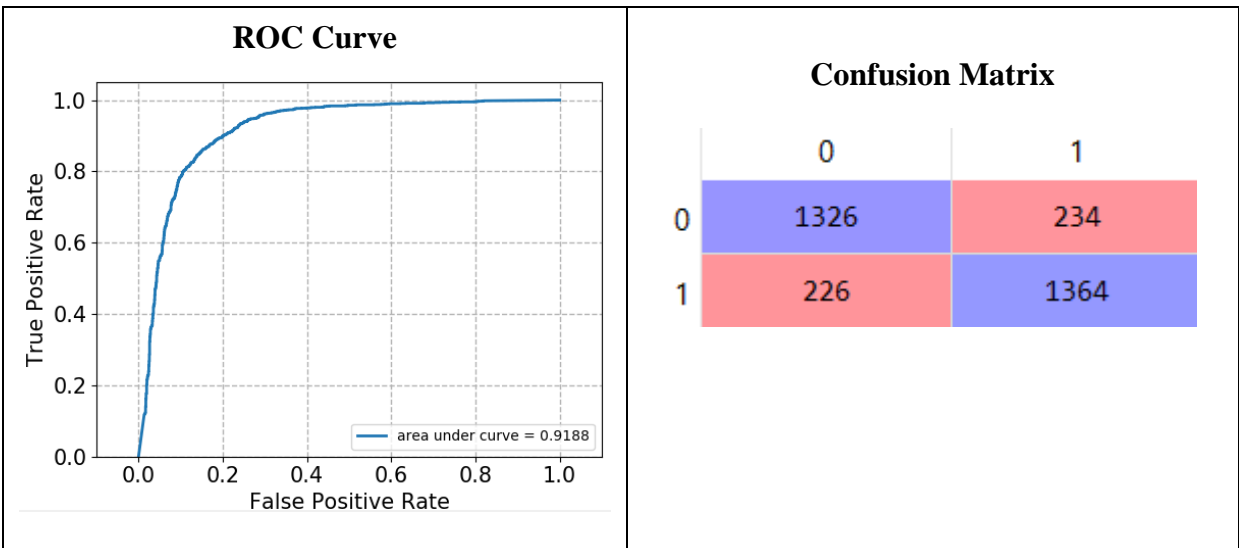 ROC Curve
1.0
0.8
0.6
0.4
0.2
0.0
True Positive Rate
area under curve = 0.9188
0.0 0.2 0.4 0.6 0.8 1.0
False Positive Rate
Confusion Matrix
0 1
0 1326 234
1 226 1364